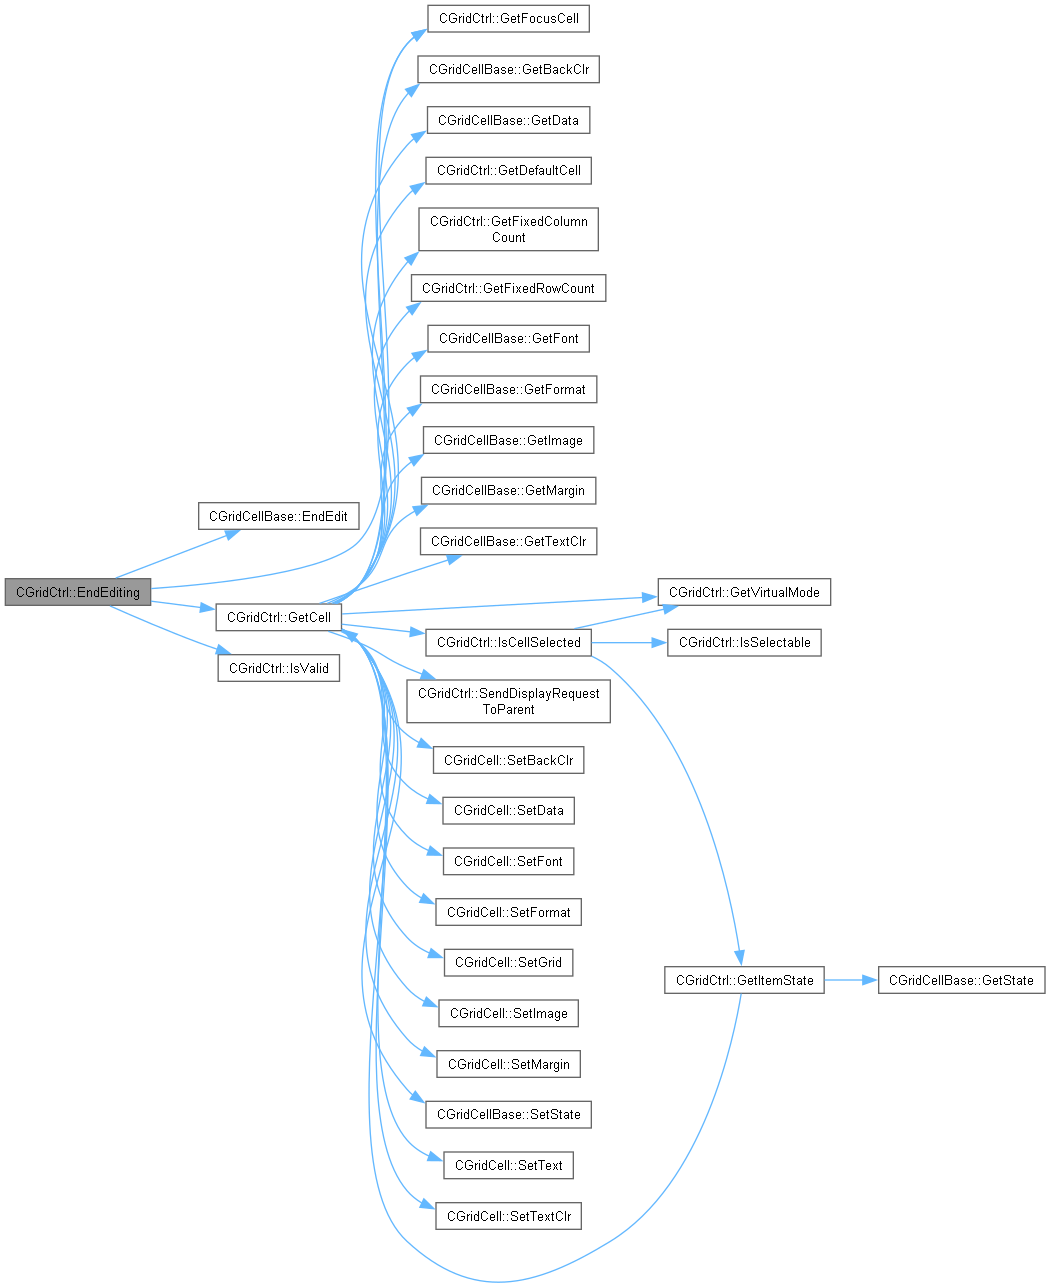 CGridCtrl::GetFocusCell
CGridCellBase::GetBackClr
CGridCellBase::GetData
CGridCtrl::GetDefaultCell
CGridCtrl::GetFixedColumn
Count
CGridCtrl::GetFixedRowCount
CGridCellBase::GetFont
CGridCellBase::GetFormat
CGridCellBase::GetImage
CGridCellBase::GetMargin
CGridCellBase::EndEdit
CGridCellBase::GetTextClr
CGridCtrl::EndEditing
CGridCtrl::GetVirtualMode
CGridCtrl::GetCell
CGridCtrl::IsCellSelected
CGridCtrl::IsSelectable
CGridCtrl::IsValid
CGridCtrl::SendDisplayRequest
ToParent
CGridCell::SetBackClr
CGridCell::SetData
CGridCell::SetFont
CGridCell::SetFormat
CGridCell::SetGrid
CGridCtrl::GetItemState
CGridCellBase::GetState
CGridCell::SetImage
CGridCell::SetMargin
CGridCellBase::SetState
CGridCell::SetText
CGridCell::SetTextClr